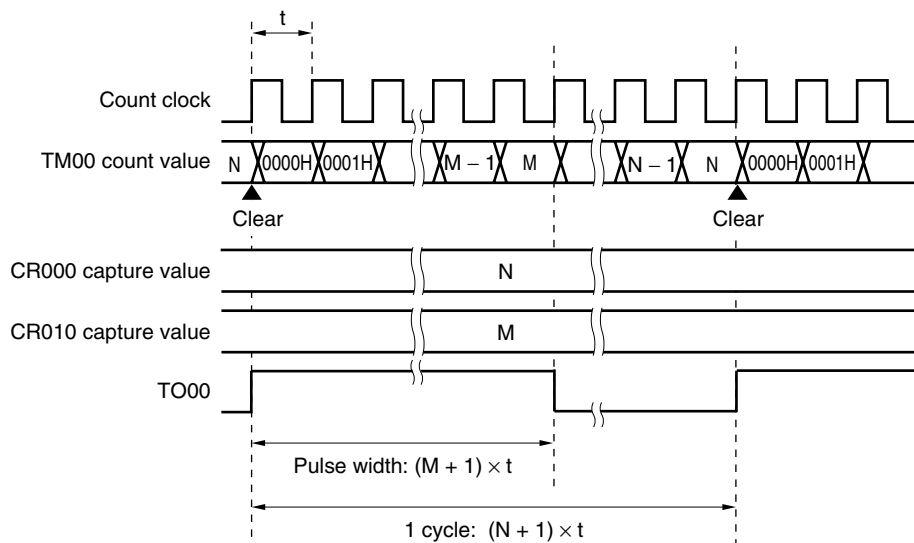 t
Count clock
TM00 count value N 0000H 0001H M – 1 M N – 1 N 0000H 0001H
Clear Clear
CR000 capture value N
CR010 capture value M
TO00
Pulse width: (M + 1) × t
1 cycle: (N + 1) × t